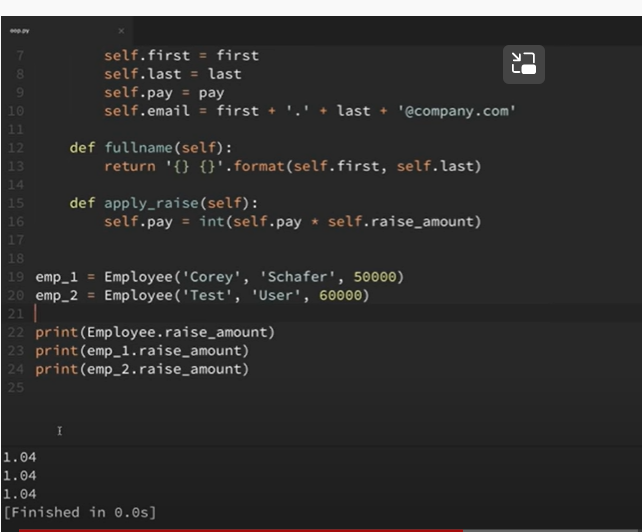 oop.py ×
7 self.first = first
8 self.last = last
9 self.pay = pay
10 self.email = first + '.' + last + '@company.com'
11
12 def fullname(self):
13 return '{} {}'.format(self.first, self.last)
14
15 def apply_raise(self):
16 self.pay = int(self.pay * self.raise_amount)
17
18
19 emp_1 = Employee('Corey', 'Schafer', 50000)
20 emp_2 = Employee('Test', 'User', 60000)
21
22 print(Employee.raise_amount)
23 print(emp_1.raise_amount)
24 print(emp_2.raise_amount)
25
1.04
1.04
1.04
[Finished in 0.0s]